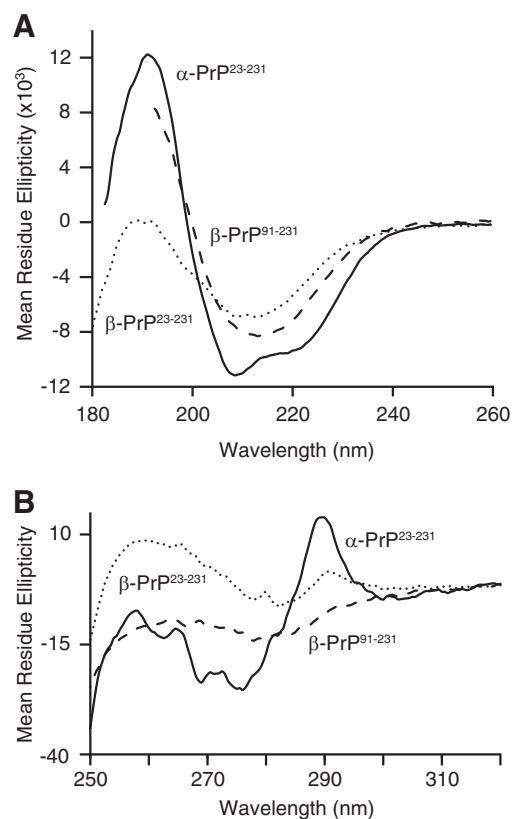 A
Mean Residue Ellipticity (x10³)
12
8
4
0
-4
-8
-12
α-PrP²³⁻²³¹
β-PrP⁹¹⁻²³¹
β-PrP²³⁻²³¹
180 200 220 240 260
Wavelength (nm)
B
Mean Residue Ellipticity
10
-15
-40
α-PrP²³⁻²³¹
β-PrP²³⁻²³¹
β-PrP⁹¹⁻²³¹
250 270 290 310
Wavelength (nm)